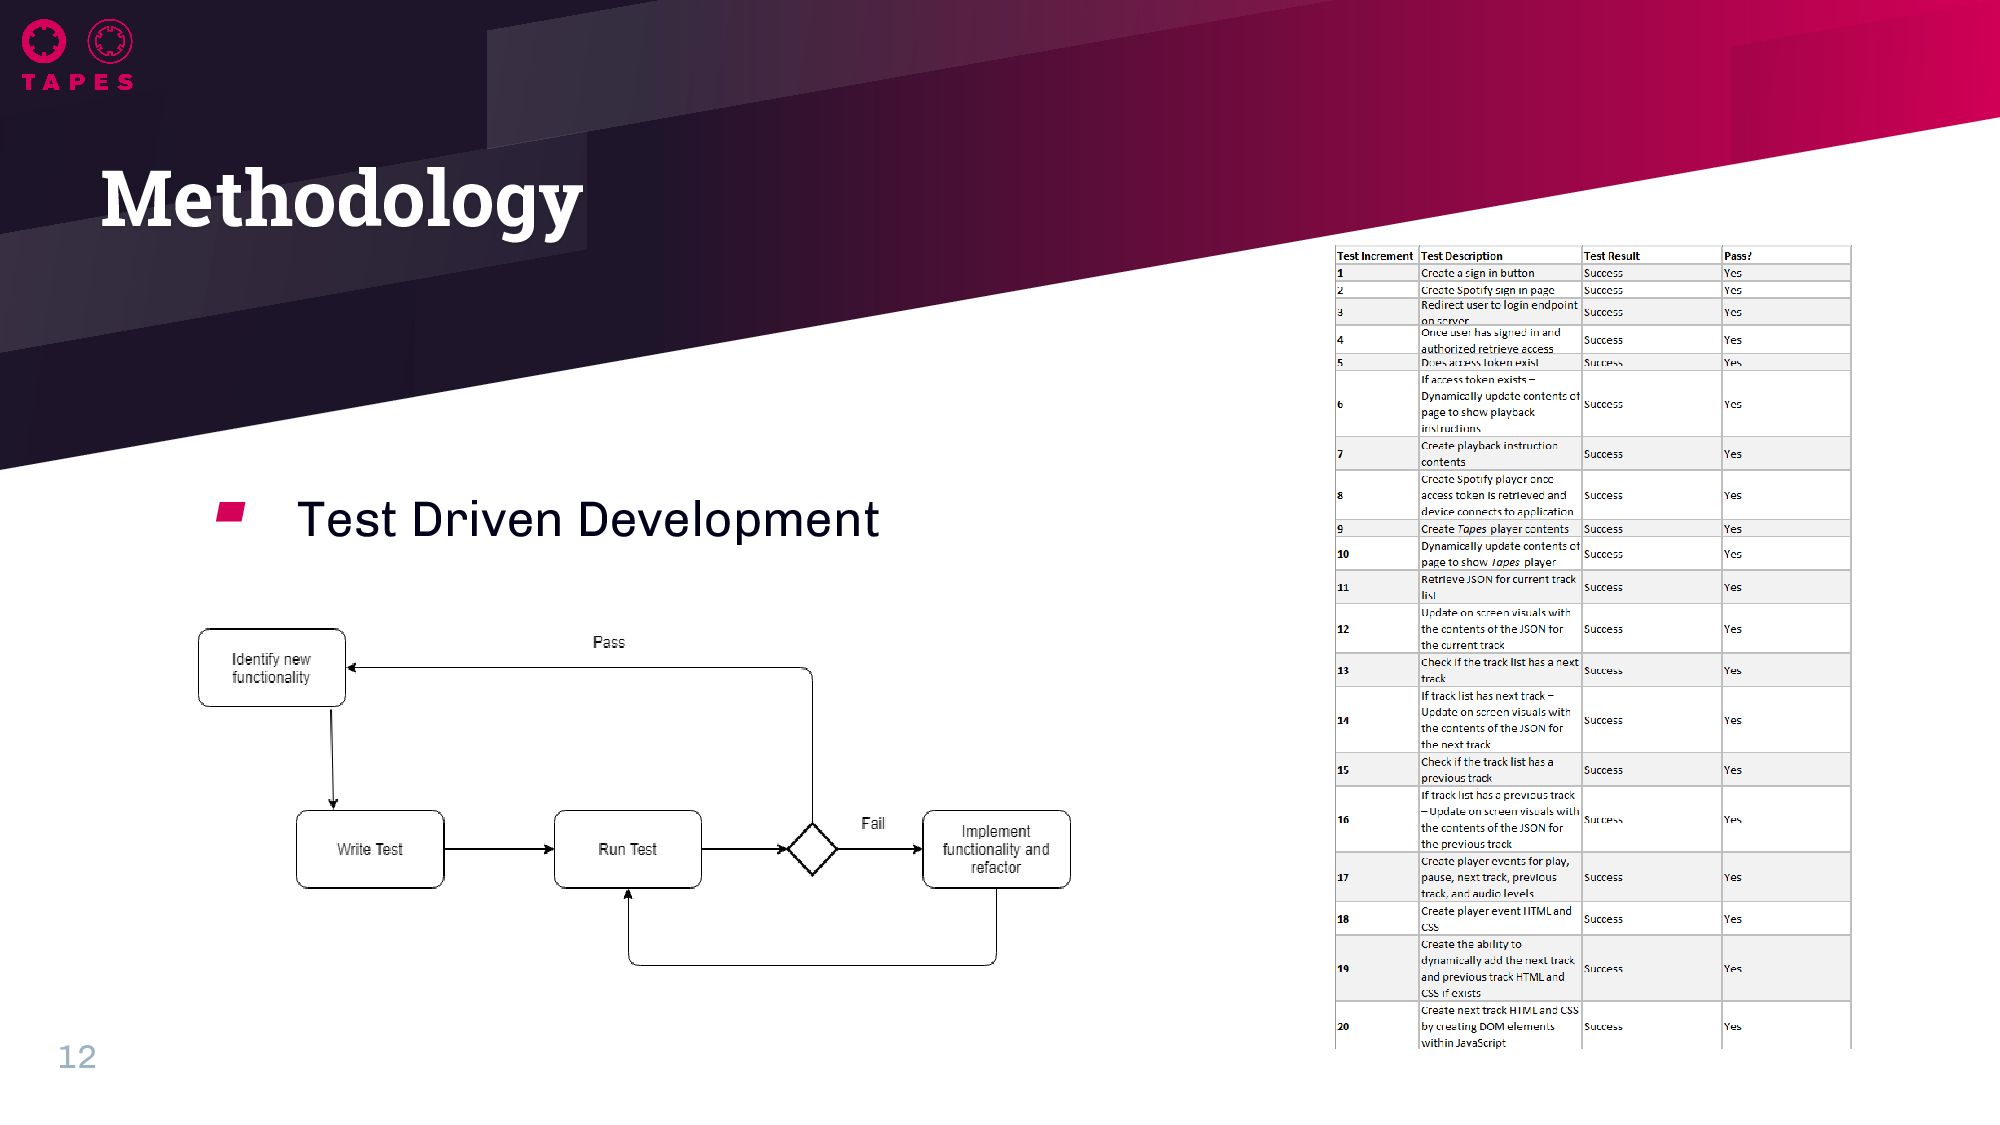 TAPES
Methodology
Test Driven Development
Identify new
functionality
Pass
Write Test
Run Test
Fail
Implement
functionality and
refactor
Test Increment Test Description Test Result Pass?
1 Create a sign in button Success Yes
2 Create Spotify sign in page Success Yes
3 Redirect user to login endpoint
on server Success Yes
4 Once user has signed in and
authorized retrieve access Success Yes
5 Does access token exist Success Yes
6 If access token exists –
Dynamically update contents of
page to show playback
instructions Success Yes
7 Create playback instruction
contents Success Yes
8 Create Spotify player once
access token is retrieved and
device connects to application Success Yes
9 Create Tapes player contents Success Yes
10 Dynamically update contents of
page to show Tapes player Success Yes
11 Retrieve JSON for current track
list Success Yes
12 Update on screen visuals with
the contents of the JSON for
the current track Success Yes
13 Check if the track list has a next
track Success Yes
14 If track list has next track –
Update on screen visuals with
the contents of the JSON for
the next track Success Yes
15 Check if the track list has a
previous track Success Yes
16 If track list has a previous track
– Update on screen visuals with
the contents of the JSON for
the previous track Success Yes
17 Create player events for play,
pause, next track, previous
track, and audio levels Success Yes
18 Create player event HTML and
CSS Success Yes
19 Create the ability to
dynamically add the next track
and previous track HTML and
CSS if exists Success Yes
20 Create next track HTML and CSS
by creating DOM elements
within JavaScript Success Yes
12